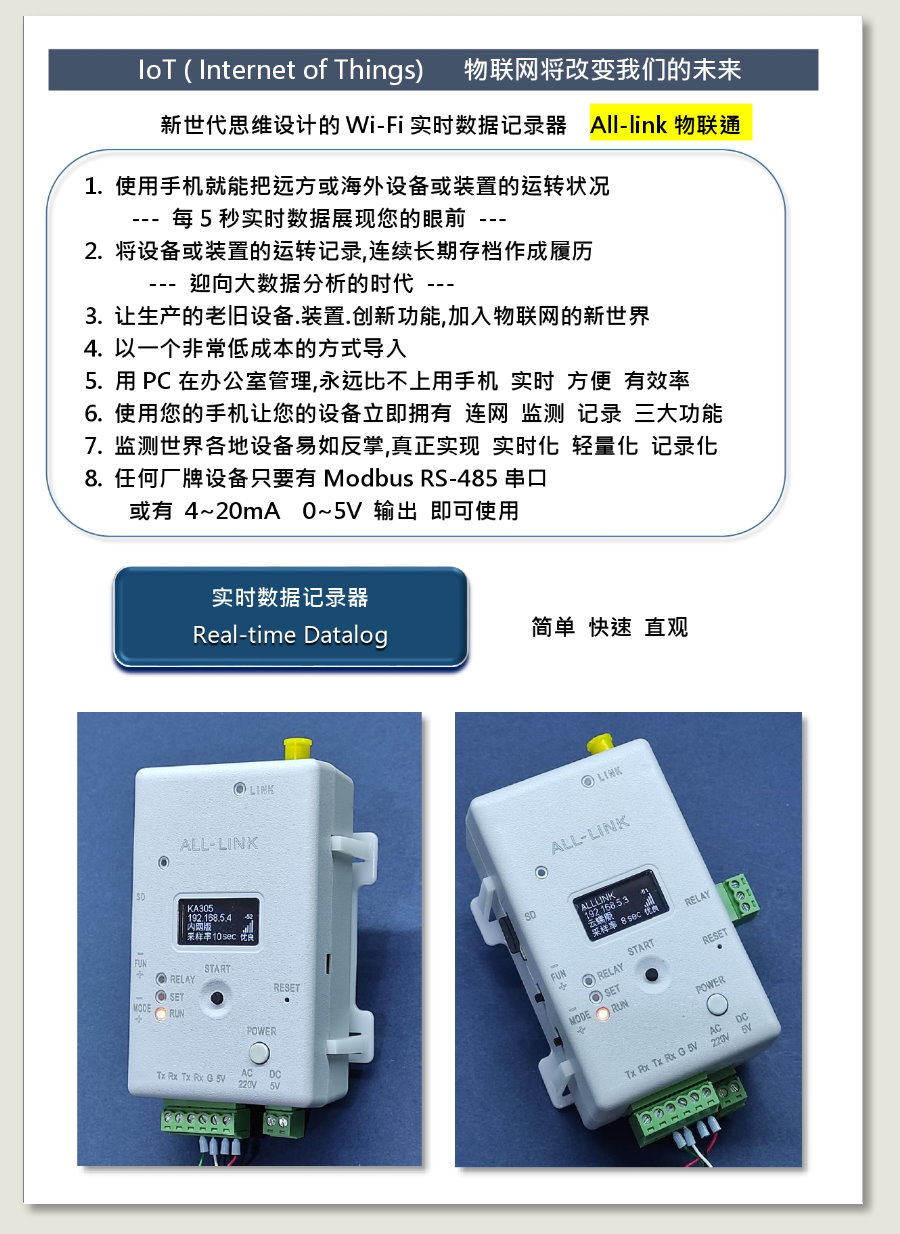 IoT ( Internet of Things) 物联网将改变我们的未来
新世代思维设计的 Wi-Fi 实时数据记录器 All-link 物联通
1. 使用手机就能把远方或海外设备或装置的运转状况
--- 每 5 秒实时数据展现您的眼前 ---
2. 将设备或装置的运转记录,连续长期存档作成履历
--- 迎向大数据分析的时代 ---
3. 让生产的老旧设备.装置.创新功能,加入物联网的新世界
4. 以一个非常低成本的方式导入
5. 用 PC 在办公室管理,永远比不上用手机 实时 方便 有效率
6. 使用您的手机让您的设备立即拥有 连网 监测 记录 三大功能
7. 监测世界各地设备易如反掌,真正实现 实时化 轻量化 记录化
8. 任何厂牌设备只要有 Modbus RS-485 串口
或有 4~20mA 0~5V 输出 即可使用
实时数据记录器
Real-time Datalog
简单 快速 直观
LINK
ALL-LINK
SD
KA305
192.168.5.4 -52
内网版
采样率10sec 优良
FUN
START
RELAY
SET
MODE
RUN
RESET
POWER
AC 220V
DC 5V
Tx Rx Tx Rx G 5V
LINK
ALL-LINK
SD
ALLLINK
192.168.5.3 -51
云端版
采样率 8sec 优良
RELAY
START
RESET
FUN
RELAY
SET
MODE
RUN
POWER
AC 220V
DC 5V
Tx Rx Tx Rx G 5V